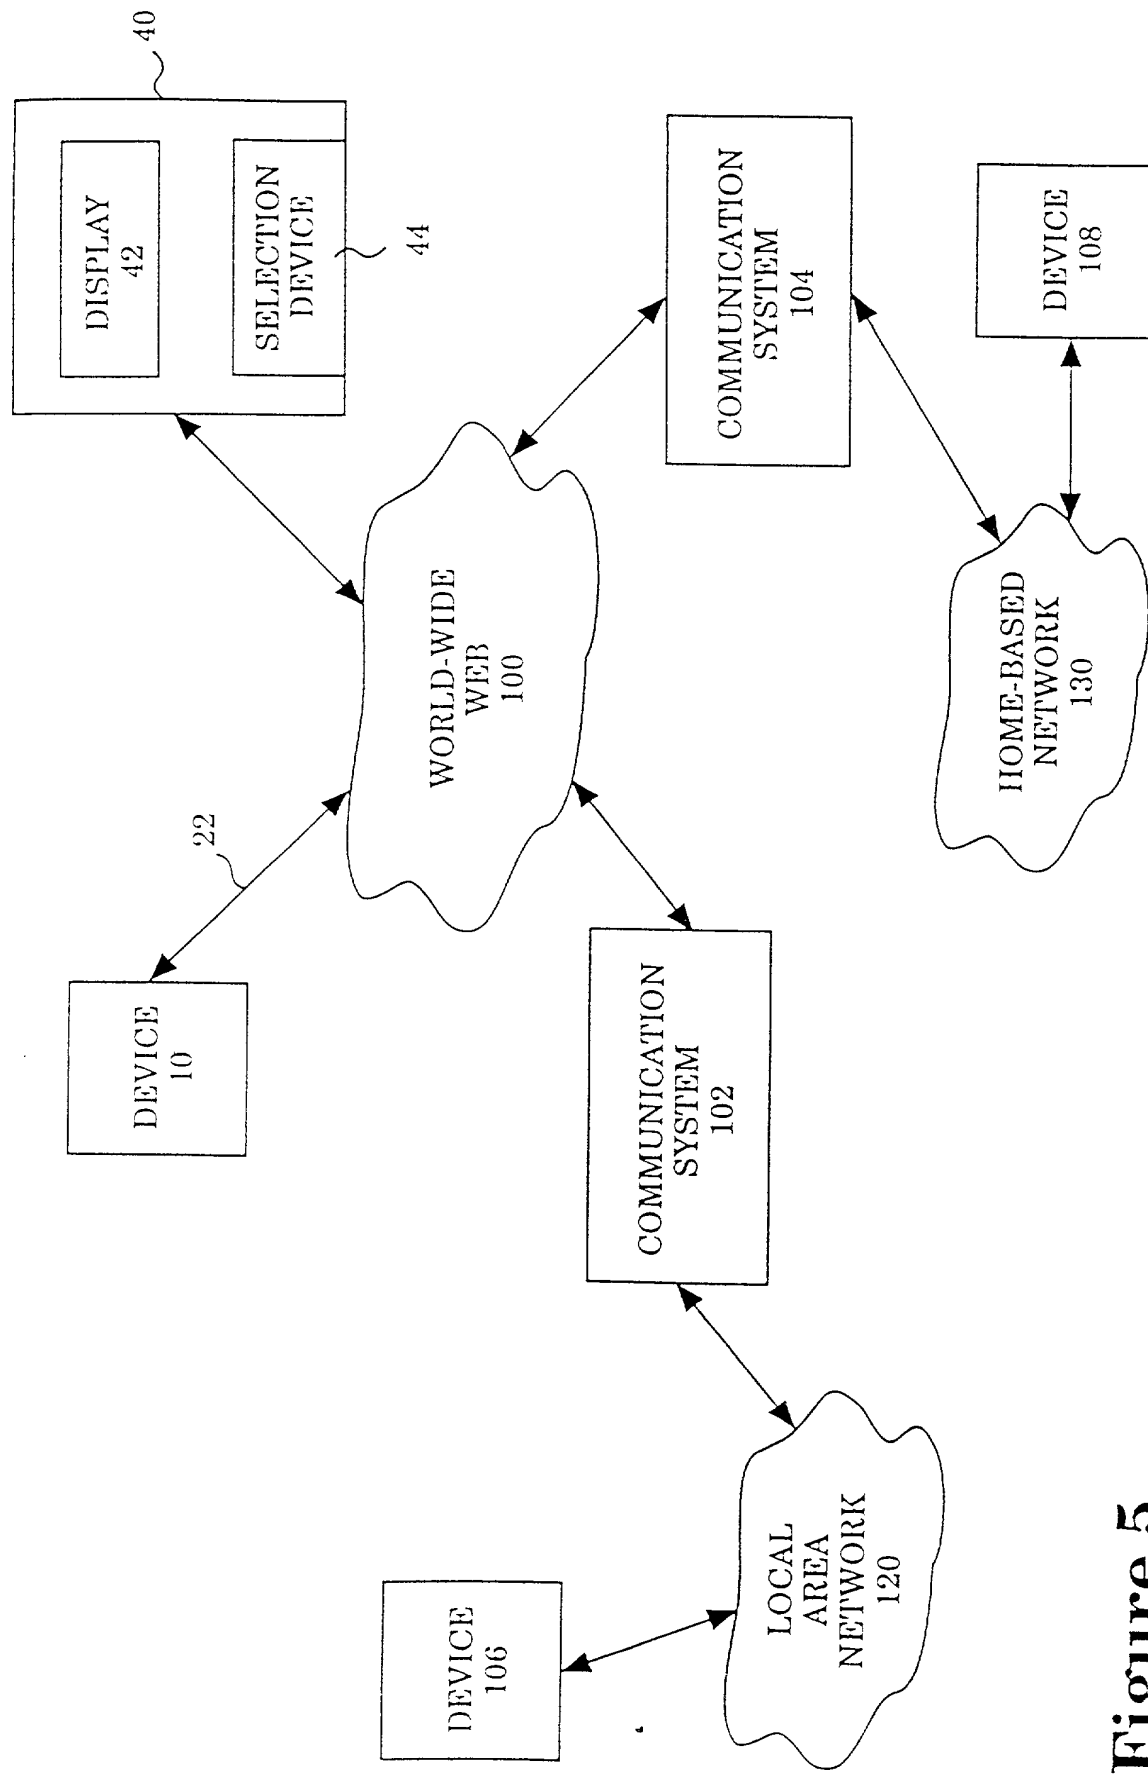 40
DISPLAY
42
SELECTION
DEVICE
44
COMMUNICATION
SYSTEM
104
DEVICE
108
WORLD-WIDE
WEB
100
HOME-BASED
NETWORK
130
22
DEVICE
10
COMMUNICATION
SYSTEM
102
DEVICE
106
LOCAL
AREA
NETWORK
120
Figure 5